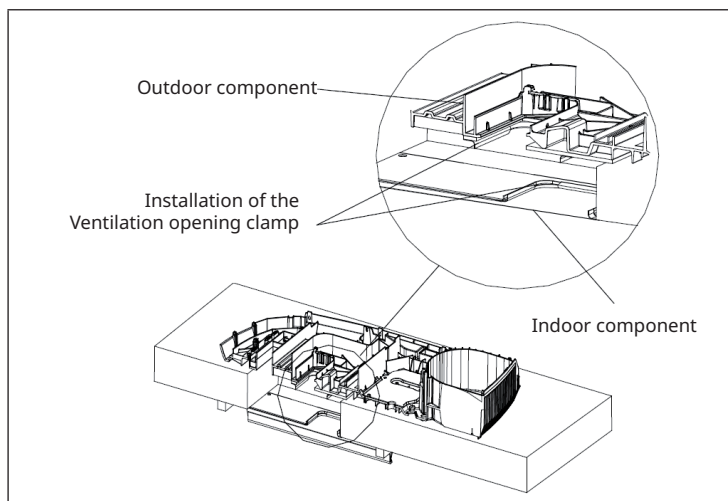 Outdoor component
Installation of the
Ventilation opening clamp
Indoor component